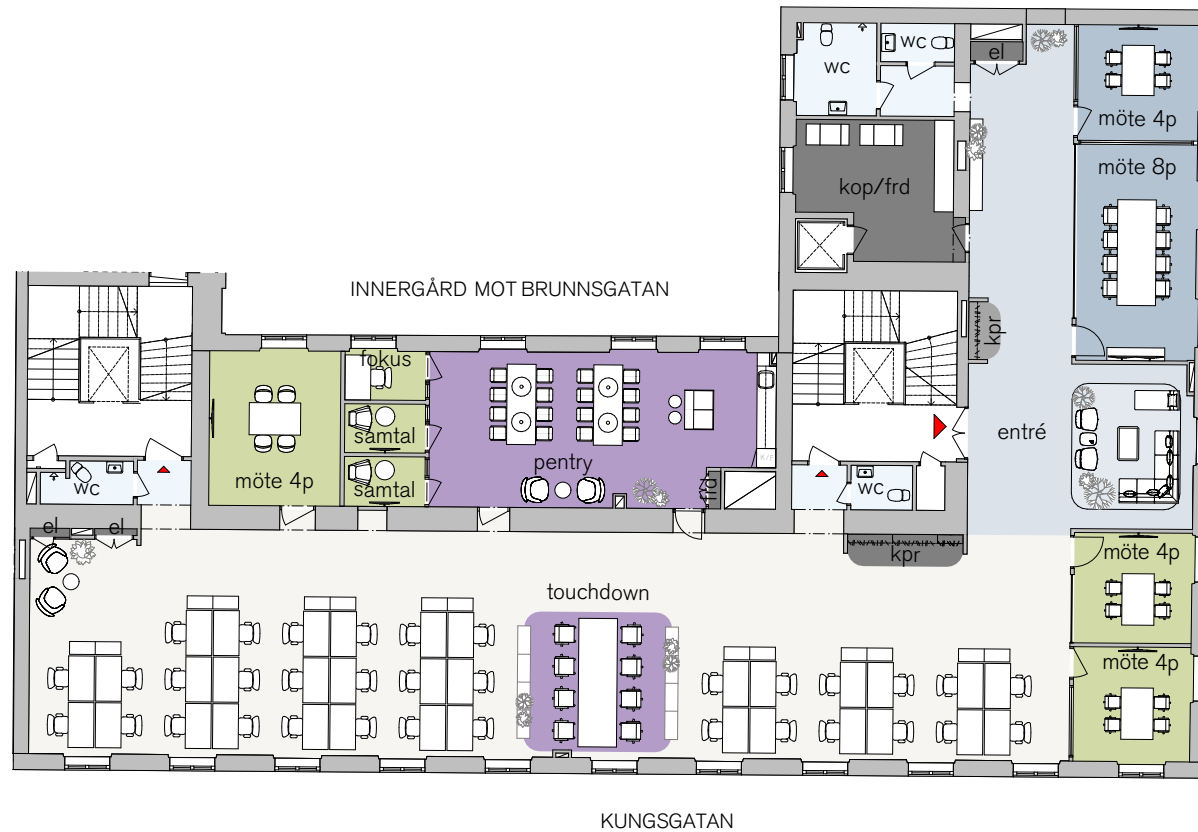 wc
wc
el
möte 4p
möte 8p
kop/frd
INNERGÅRD MOT BRUNNSGATAN
kpr
fokus
samtal
samtal
möte 4p
pentry
K/F
frd
entré
wc
wc
el
el
kpr
möte 4p
touchdown
möte 4p
KUNGSGATAN